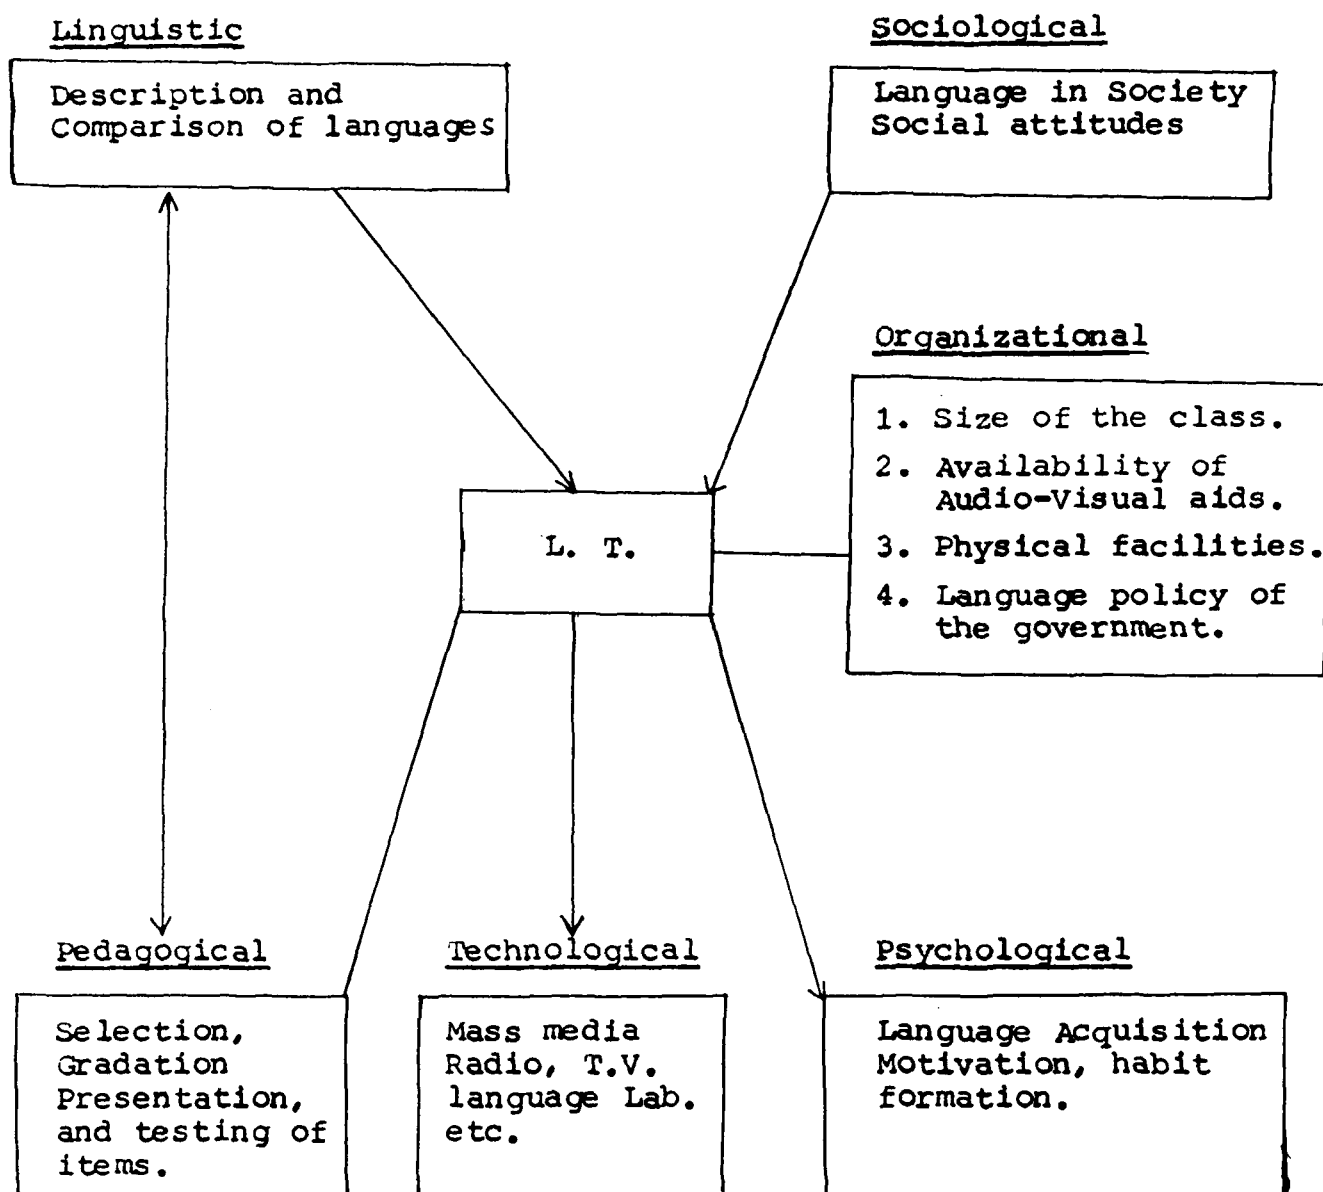 Linguistic
Description and
Comparison of languages
Sociological
Language in Society
Social attitudes
Organizational
1. Size of the class.
2. Availability of
Audio-Visual aids.
3. Physical facilities.
4. Language policy of
the government.
L. T.
Pedagogical
Selection,
Gradation
Presentation,
and testing of
items.
Technological
Mass media
Radio, T.V.
language Lab.
etc.
Psychological
Language Acquisition
Motivation, habit
formation.